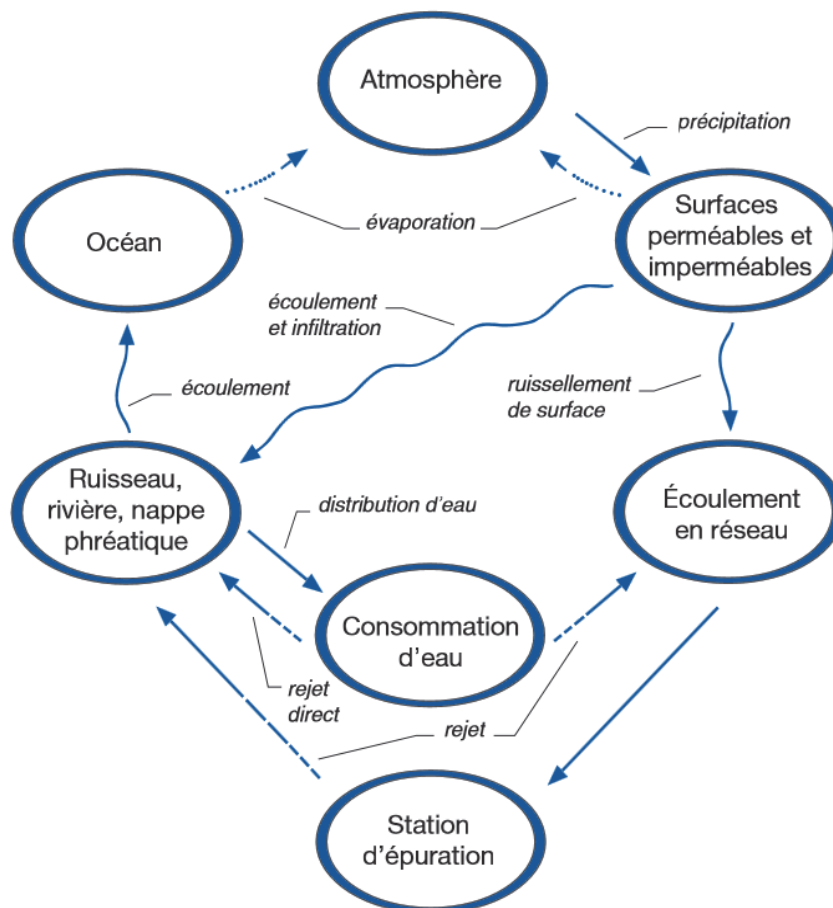 Atmosphère
précipitation
Océan
évaporation
Surfaces
perméables et
imperméables
écoulement
et infiltration
écoulement
ruissellement
de surface
Ruisseau,
rivière, nappe
phréatique
distribution d'eau
Écoulement
en réseau
Consommation
d'eau
rejet
direct
rejet
Station
d'épuration